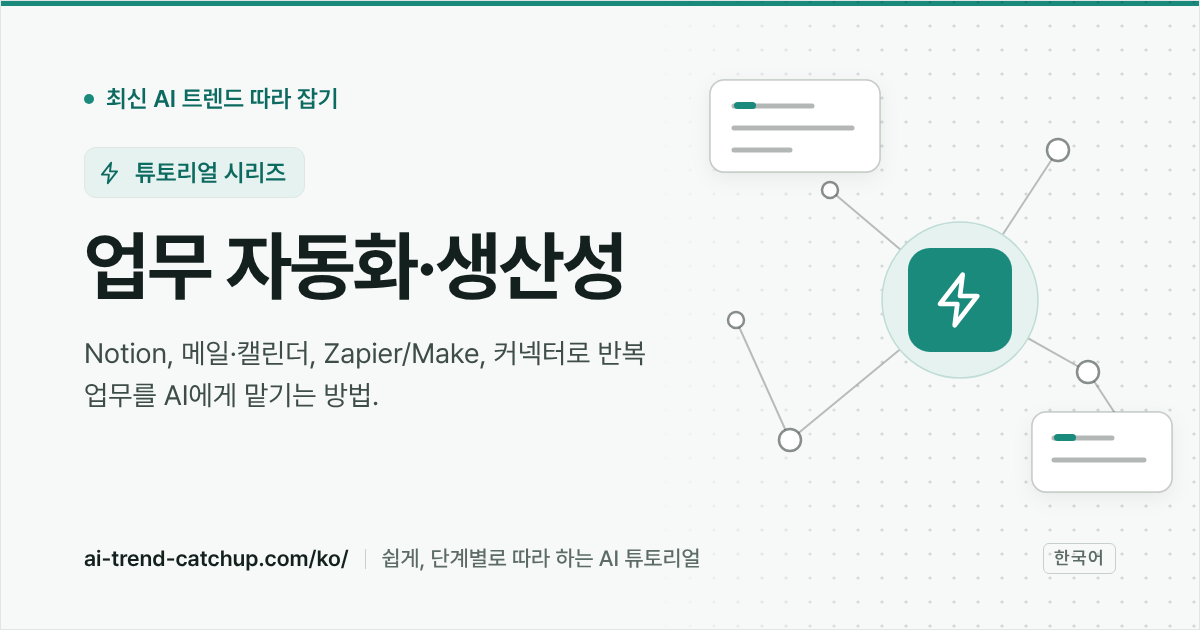 최신 AI 트렌드 따라 잡기
튜토리얼 시리즈
업무 자동화·생산성
Notion, 메일·캘린더, Zapier/Make, 커넥터로 반복
업무를 AI에게 맡기는 방법.
ai-trend-catchup.com/ko/ 쉽게, 단계별로 따라 하는 AI 튜토리얼
한국어